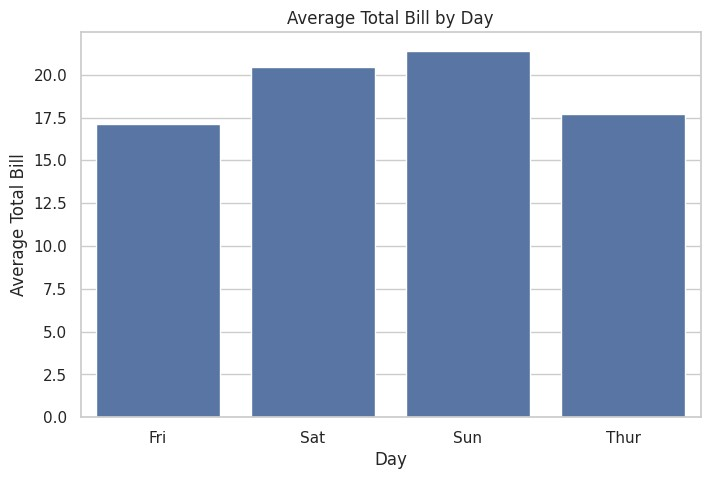 Average Total Bill by Day
Average Total Bill
20.0
17.5
15.0
12.5
10.0
7.5
5.0
2.5
0.0
Fri Sat Sun Thur
Day